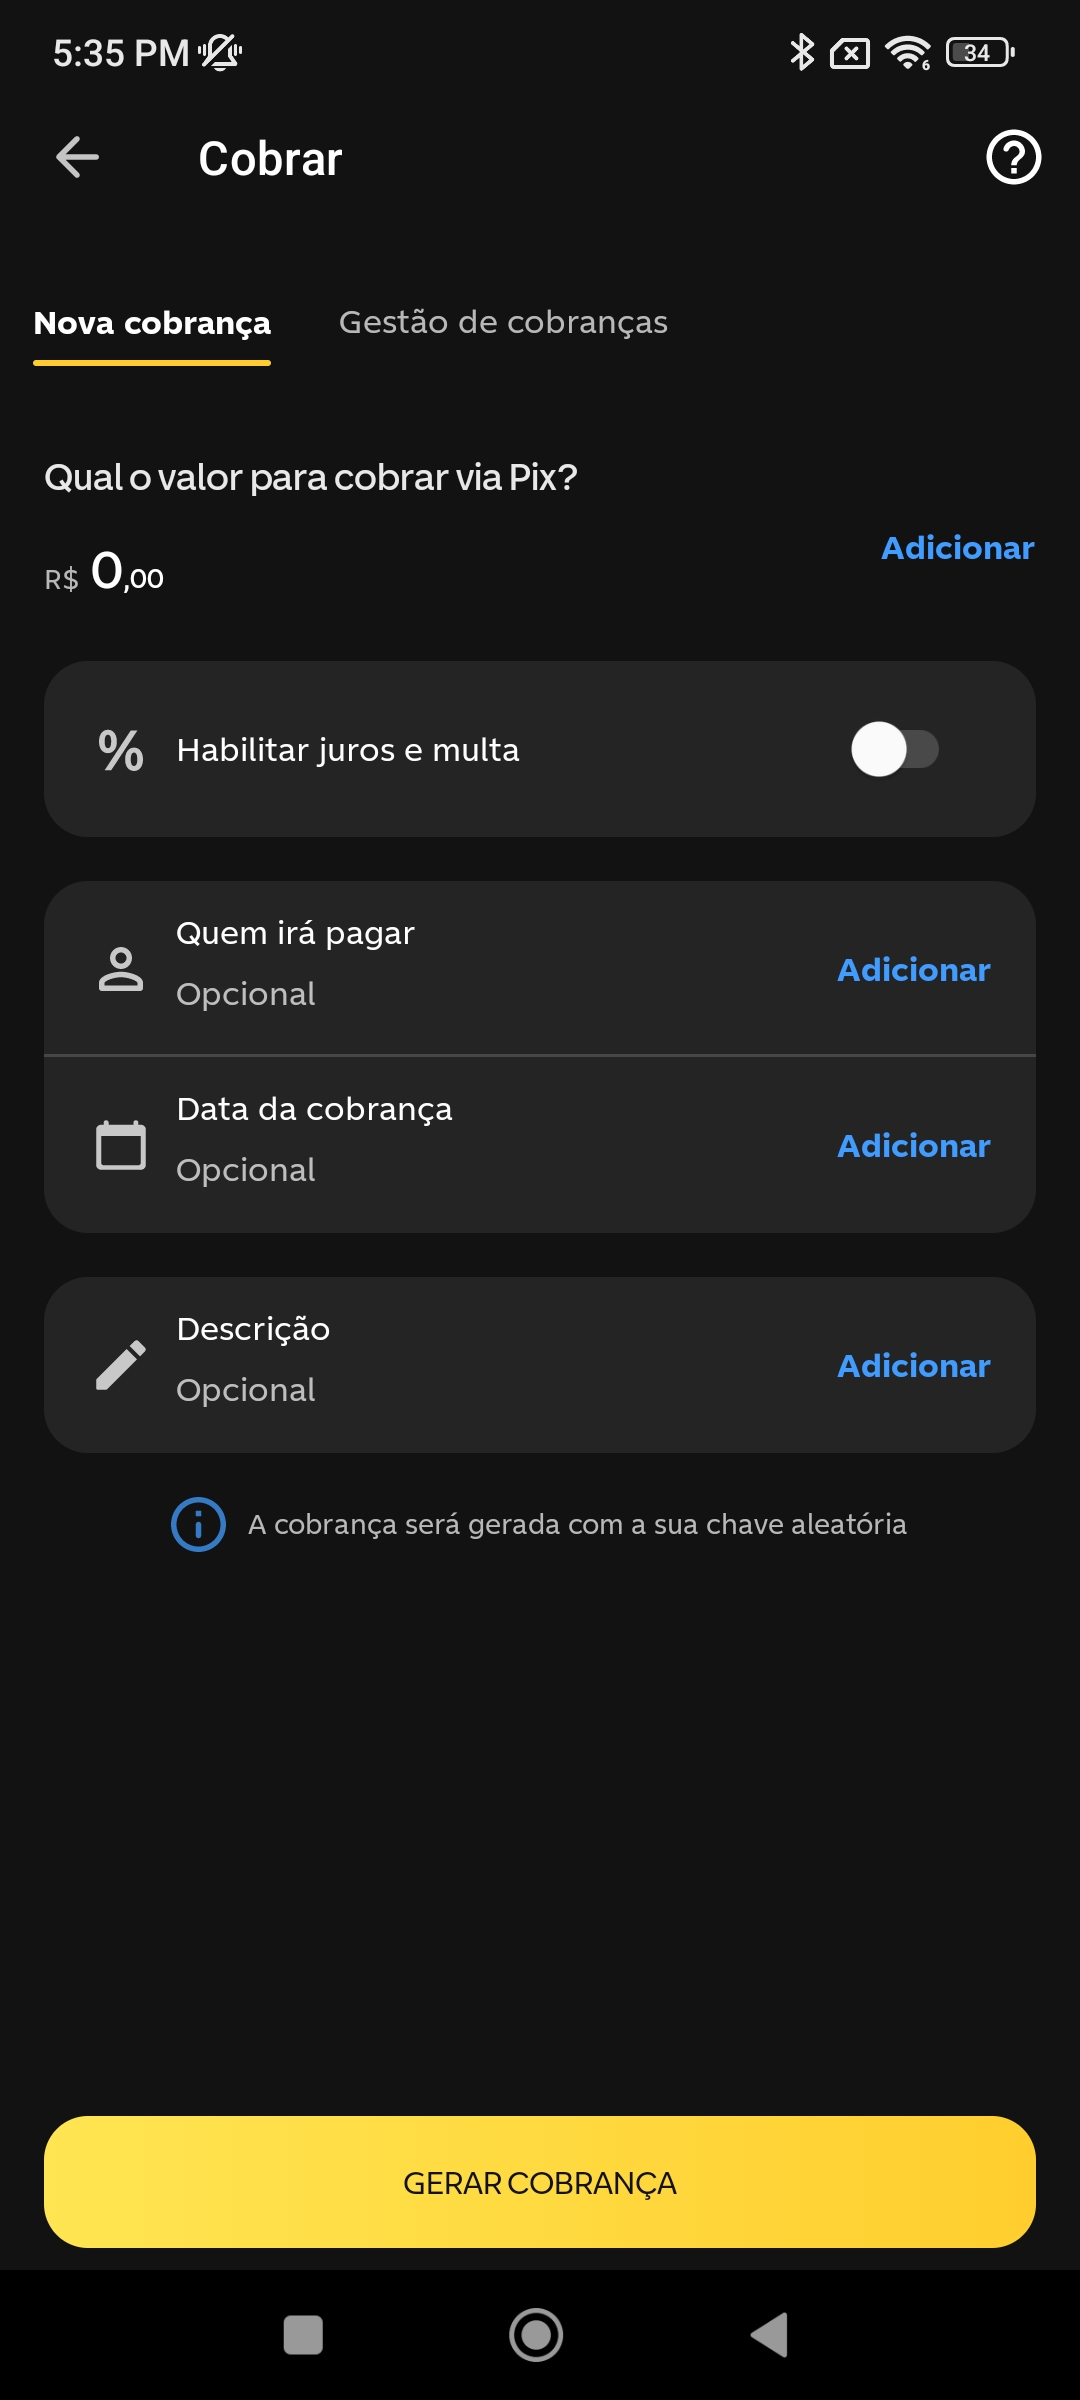 5:35 PM
6
34
Cobrar
Nova cobrança
Gestão de cobranças
Qual o valor para cobrar via Pix?
R$ 0,00
Adicionar
% Habilitar juros e multa
Quem irá pagar
Opcional
Adicionar
Data da cobrança
Opcional
Adicionar
Descrição
Opcional
Adicionar
A cobrança será gerada com a sua chave aleatória
GERAR COBRANÇA